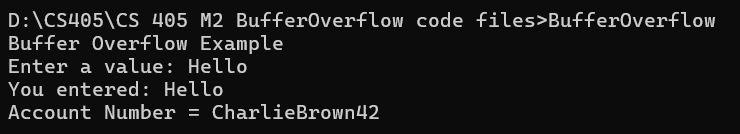 D:\CS405\CS 405 M2 BufferOverflow code files>BufferOverflow
Buffer Overflow Example
Enter a value: Hello
You entered: Hello
Account Number = CharlieBrown42